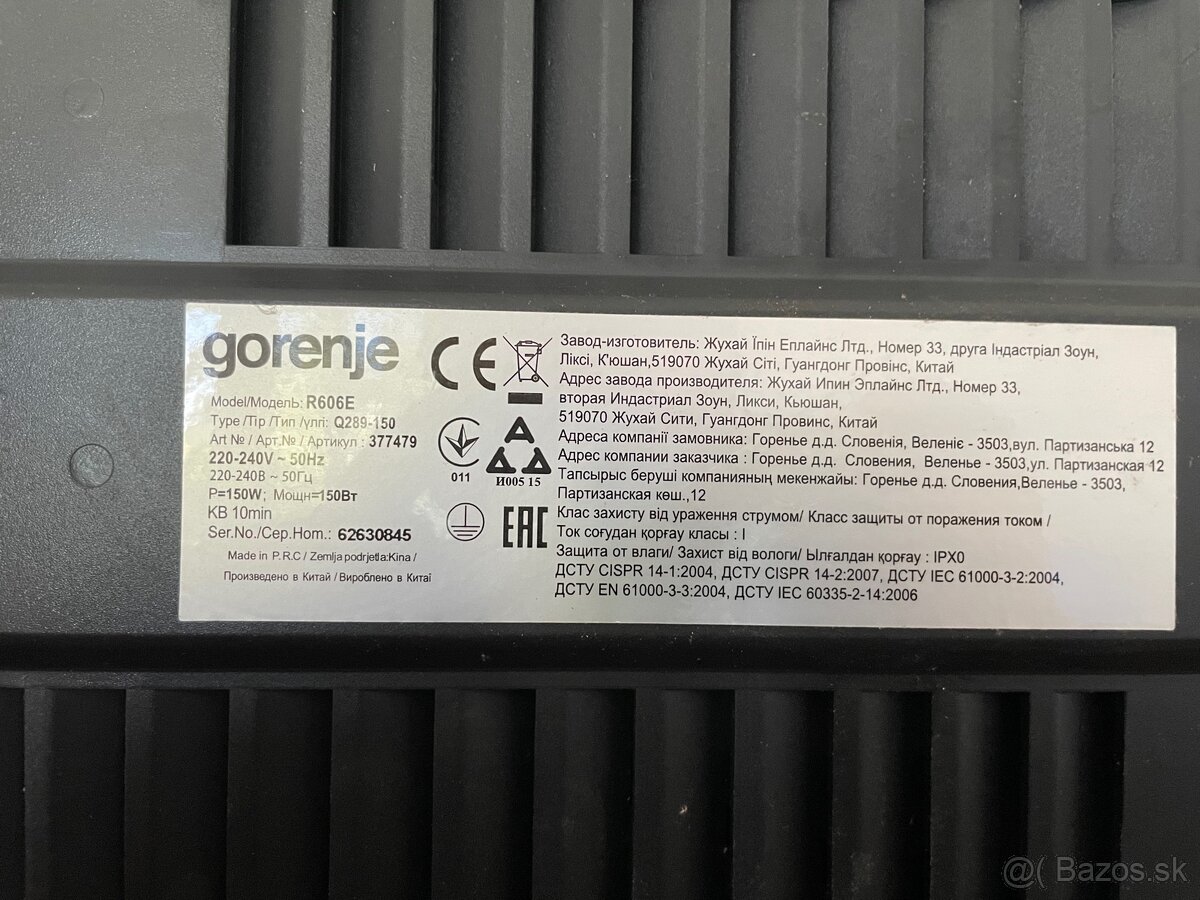 gorenje
Model/Модель: R606E
Type /Tip /Тип /үлгі: Q289-150
Art № / Арт.№ / Артикул : 377479
220-240V ~ 50Hz
220-240В ~ 50Гц
P=150W; Мощн=150Вт
KB 10min
Ser.No./Сер.Ном.: 62630845
Made in P.R.C / Zemlja podrjetla:Kina /
Произведено в Китай / Вироблено в Китаї
CE
011
И005 15
EAC
Завод-изготовитель: Жухай Їпін Еплайнс Лтд., Номер 33, друга Індастріал Зоун,
Ліксі, К'юшан,519070 Жухай Сіті, Гуангдонг Провінс, Китай
Адрес завода производителя: Жухай Ипин Эплайнс Лтд., Номер 33,
вторая Индастриал Зоун, Ликси, Кьюшан,
519070 Жухай Сити, Гуангдонг Провинс, Китай
Адреса компанії замовника: Горенье д.д. Словенія, Веленіє - 3503,вул. Партизанська 12
Адрес компании заказчика : Горенье д.д. Словения, Веленье - 3503,ул. Партизанская 12
Тапсырыс беруші компанияның мекенжайы: Горенье д.д. Словения,Веленье - 3503,
Партизанская көш.,12
Клас захисту від ураження струмом/ Класс защиты от поражения током /
Ток соғудан қорғау класы : I
Защита от влаги/ Захист від вологи/ Ылғалдан қорғау : IPX0
ДСТУ CISPR 14-1:2004, ДСТУ CISPR 14-2:2007, ДСТУ IEC 61000-3-2:2004,
ДСТУ EN 61000-3-3:2004, ДСТУ IEC 60335-2-14:2006
@( Bazos.sk